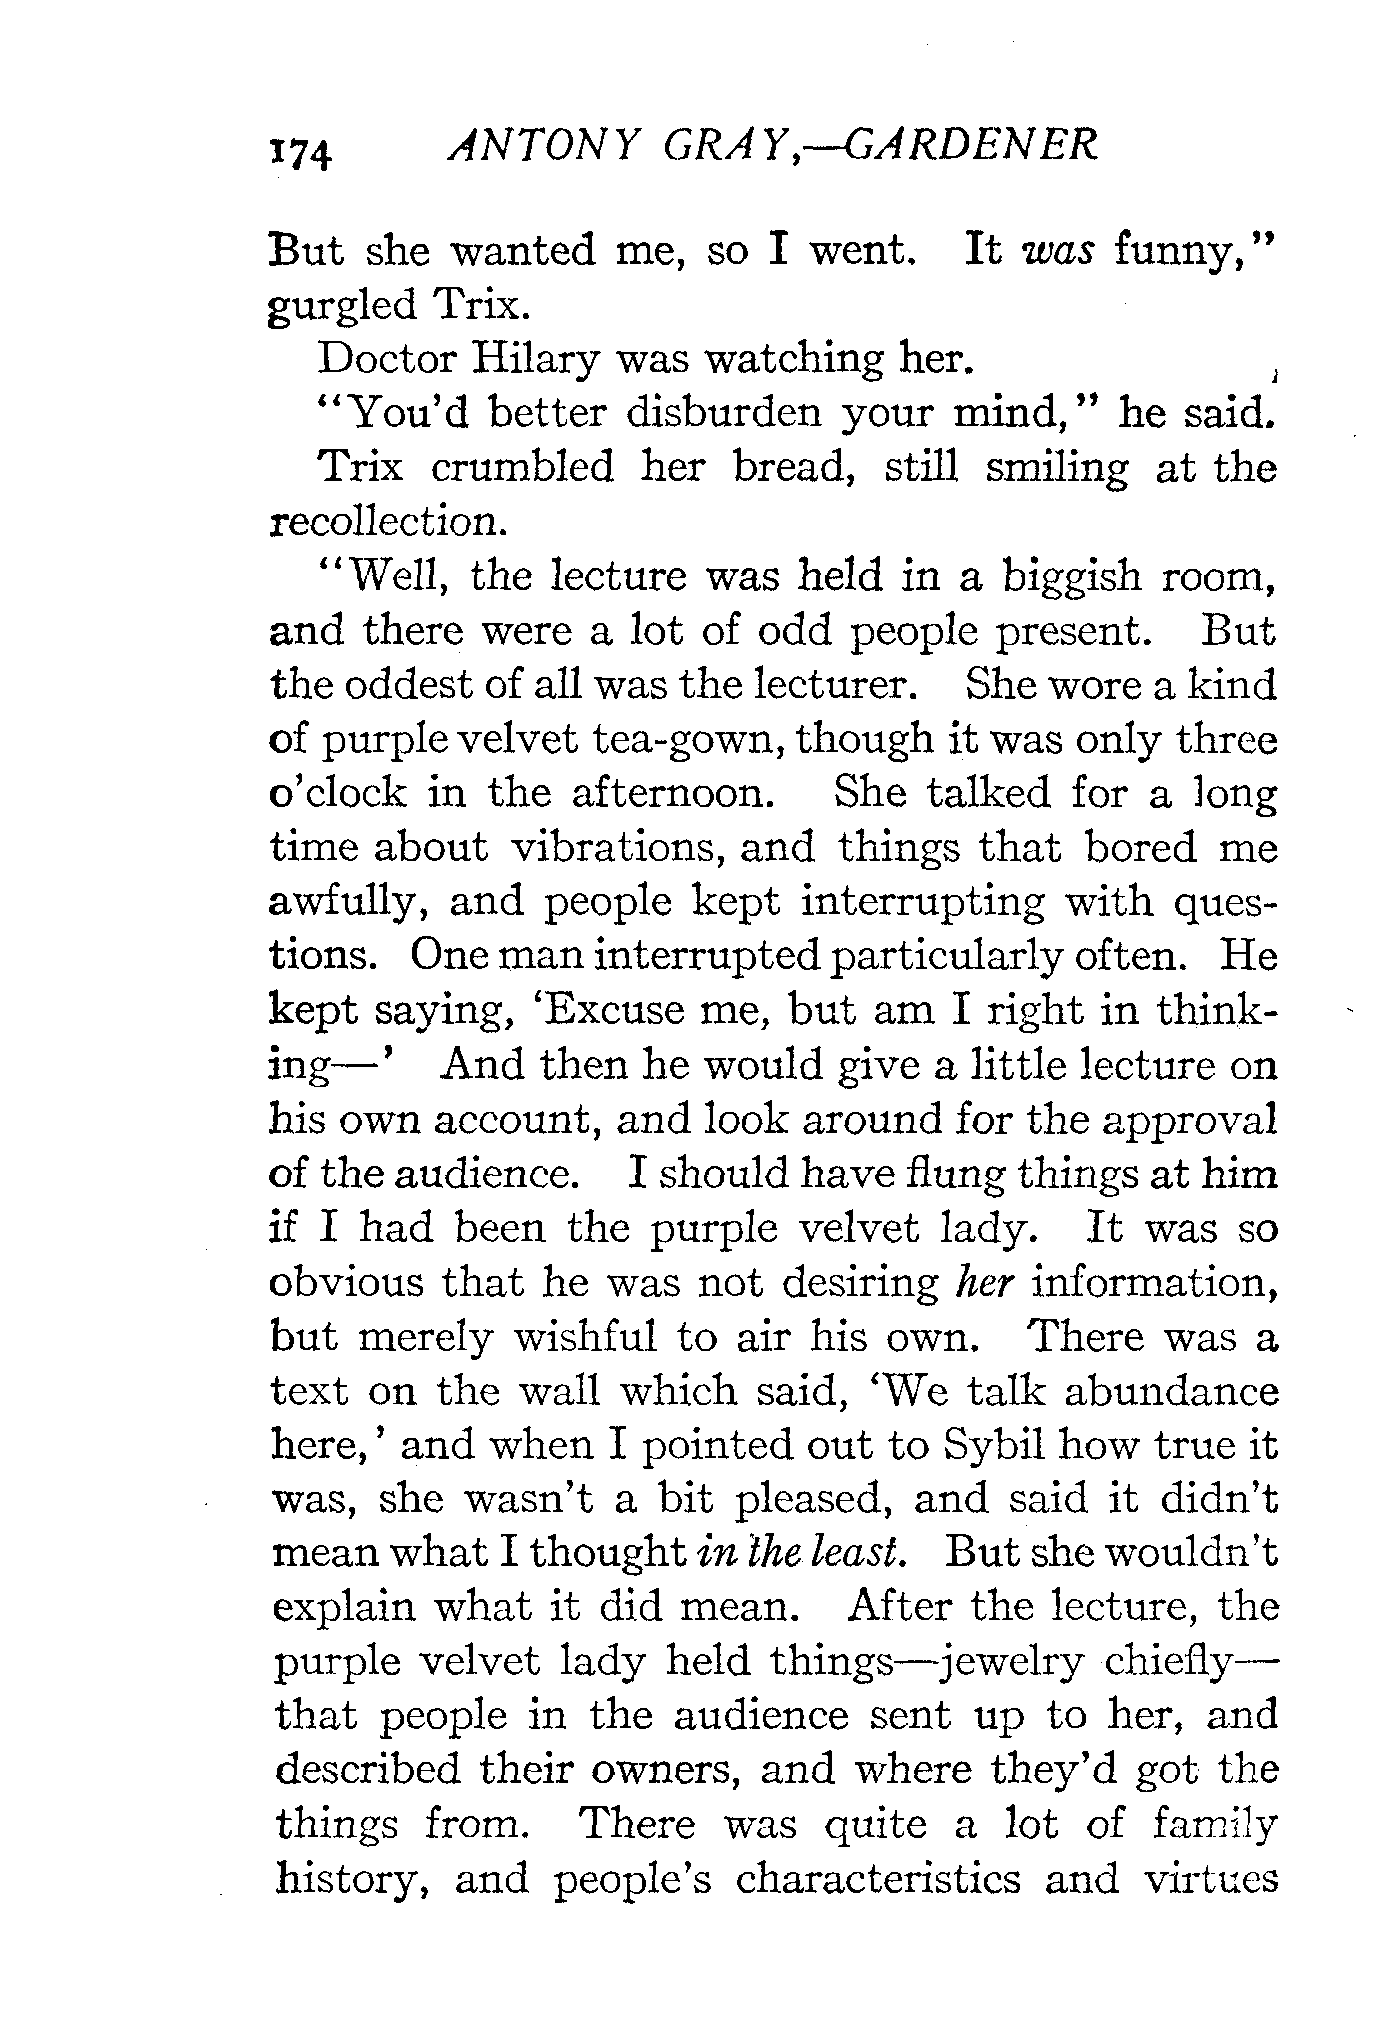 174 ANTONY GRAY,—GARDENER
But she wanted me, so I went. It was funny,"
gurgled Trix.
Doctor Hilary was watching her.
"You'd better disburden your mind," he said.
Trix crumbled her bread, still smiling at the
recollection.
"Well, the lecture was held in a biggish room,
and there were a lot of odd people present. But
the oddest of all was the lecturer. She wore a kind
of purple velvet tea-gown, though it was only three
o'clock in the afternoon. She talked for a long
time about vibrations, and things that bored me
awfully, and people kept interrupting with ques-
tions. One man interrupted particularly often. He
kept saying, 'Excuse me, but am I right in think-
ing—' And then he would give a little lecture on
his own account, and look around for the approval
of the audience. I should have flung things at him
if I had been the purple velvet lady. It was so
obvious that he was not desiring her information,
but merely wishful to air his own. There was a
text on the wall which said, 'We talk abundance
here,' and when I pointed out to Sybil how true it
was, she wasn't a bit pleased, and said it didn't
mean what I thought in the least. But she wouldn't
explain what it did mean. After the lecture, the
purple velvet lady held things—jewelry chiefly—
that people in the audience sent up to her, and
described their owners, and where they'd got the
things from. There was quite a lot of family
history, and people's characteristics and virtues